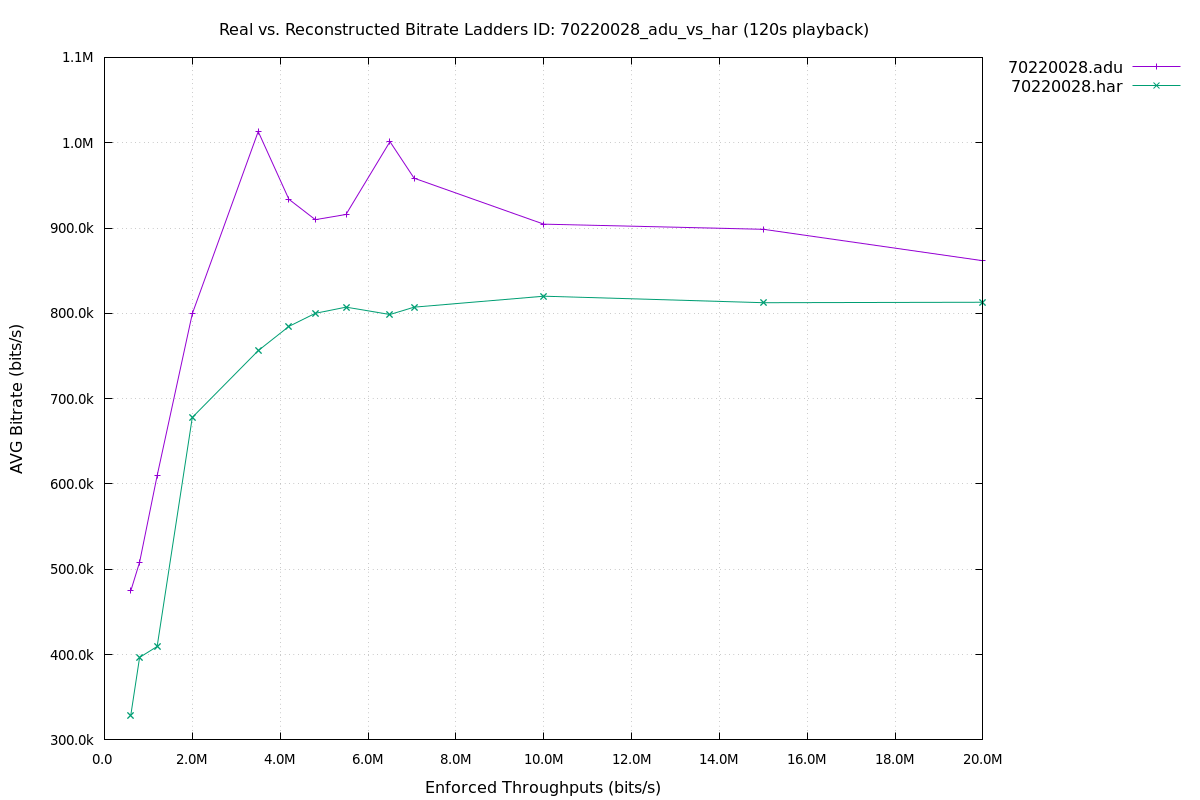 Real vs. Reconstructed Bitrate Ladders ID: 70220028_adu_vs_har (120s playback)
70220028.adu
70220028.har
1.1M
1.0M
900.0k
800.0k
700.0k
600.0k
500.0k
400.0k
300.0k
AVG Bitrate (bits/s)
0.0 2.0M 4.0M 6.0M 8.0M 10.0M 12.0M 14.0M 16.0M 18.0M 20.0M
Enforced Throughputs (bits/s)